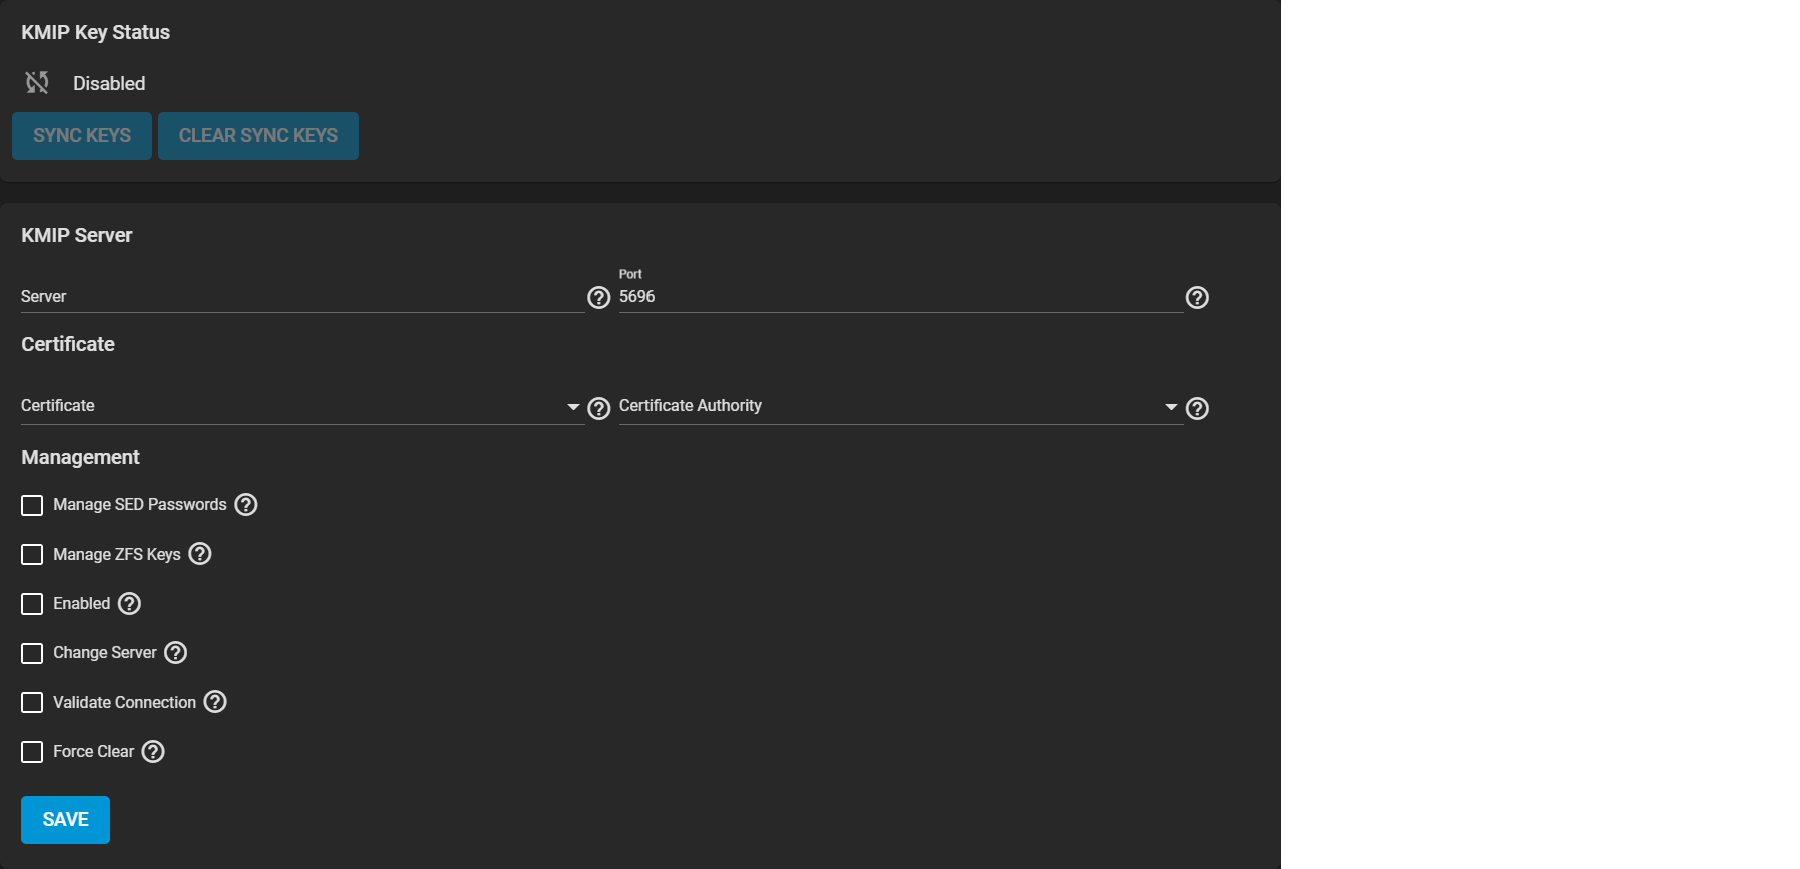 KMIP Key Status
Disabled
SYNC KEYS CLEAR SYNC KEYS
KMIP Server
Port
Server 5696
Certificate
Certificate Certificate Authority
Management
Manage SED Passwords
Manage ZFS Keys
Enabled
Change Server
Validate Connection
Force Clear
SAVE